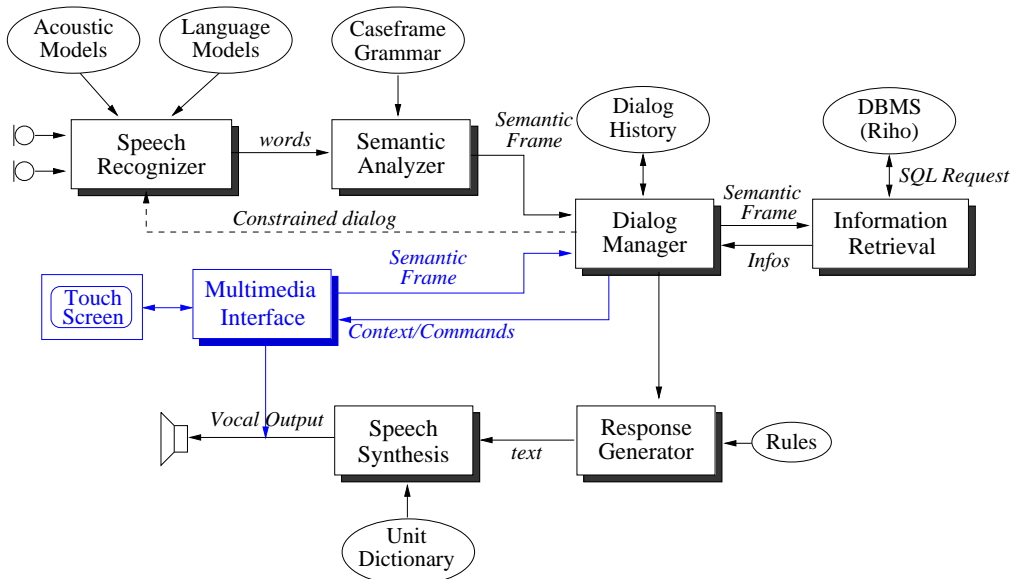 Acoustic
Models
Language
Models
Caseframe
Grammar
Speech
Recognizer
words
Semantic
Analyzer
Semantic
Frame
Dialog
History
DBMS
(Riho)
SQL Request
Constrained dialog
Dialog
Manager
Semantic
Frame
Infos
Information
Retrieval
Touch
Screen
Multimedia
Interface
Semantic
Frame
Context/Commands
Vocal Output
Speech
Synthesis
text
Response
Generator
Rules
Unit
Dictionary